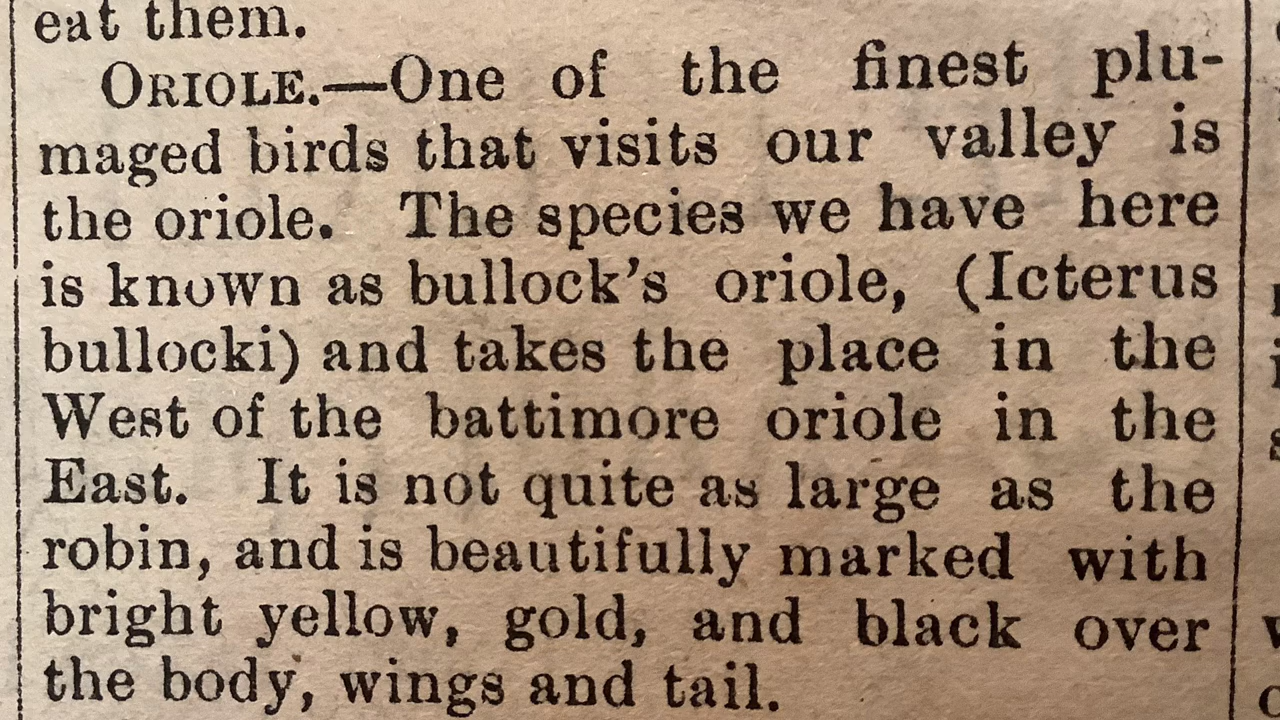 eat them.
ORIOLE.—One of the finest plu-
maged birds that visits our valley is
the oriole. The species we have here
is known as bullock's oriole, (Icterus
bullocki) and takes the place in the
West of the battimore oriole in the
East. It is not quite as large as the
robin, and is beautifully marked with
bright yellow, gold, and black over
the body, wings and tail.